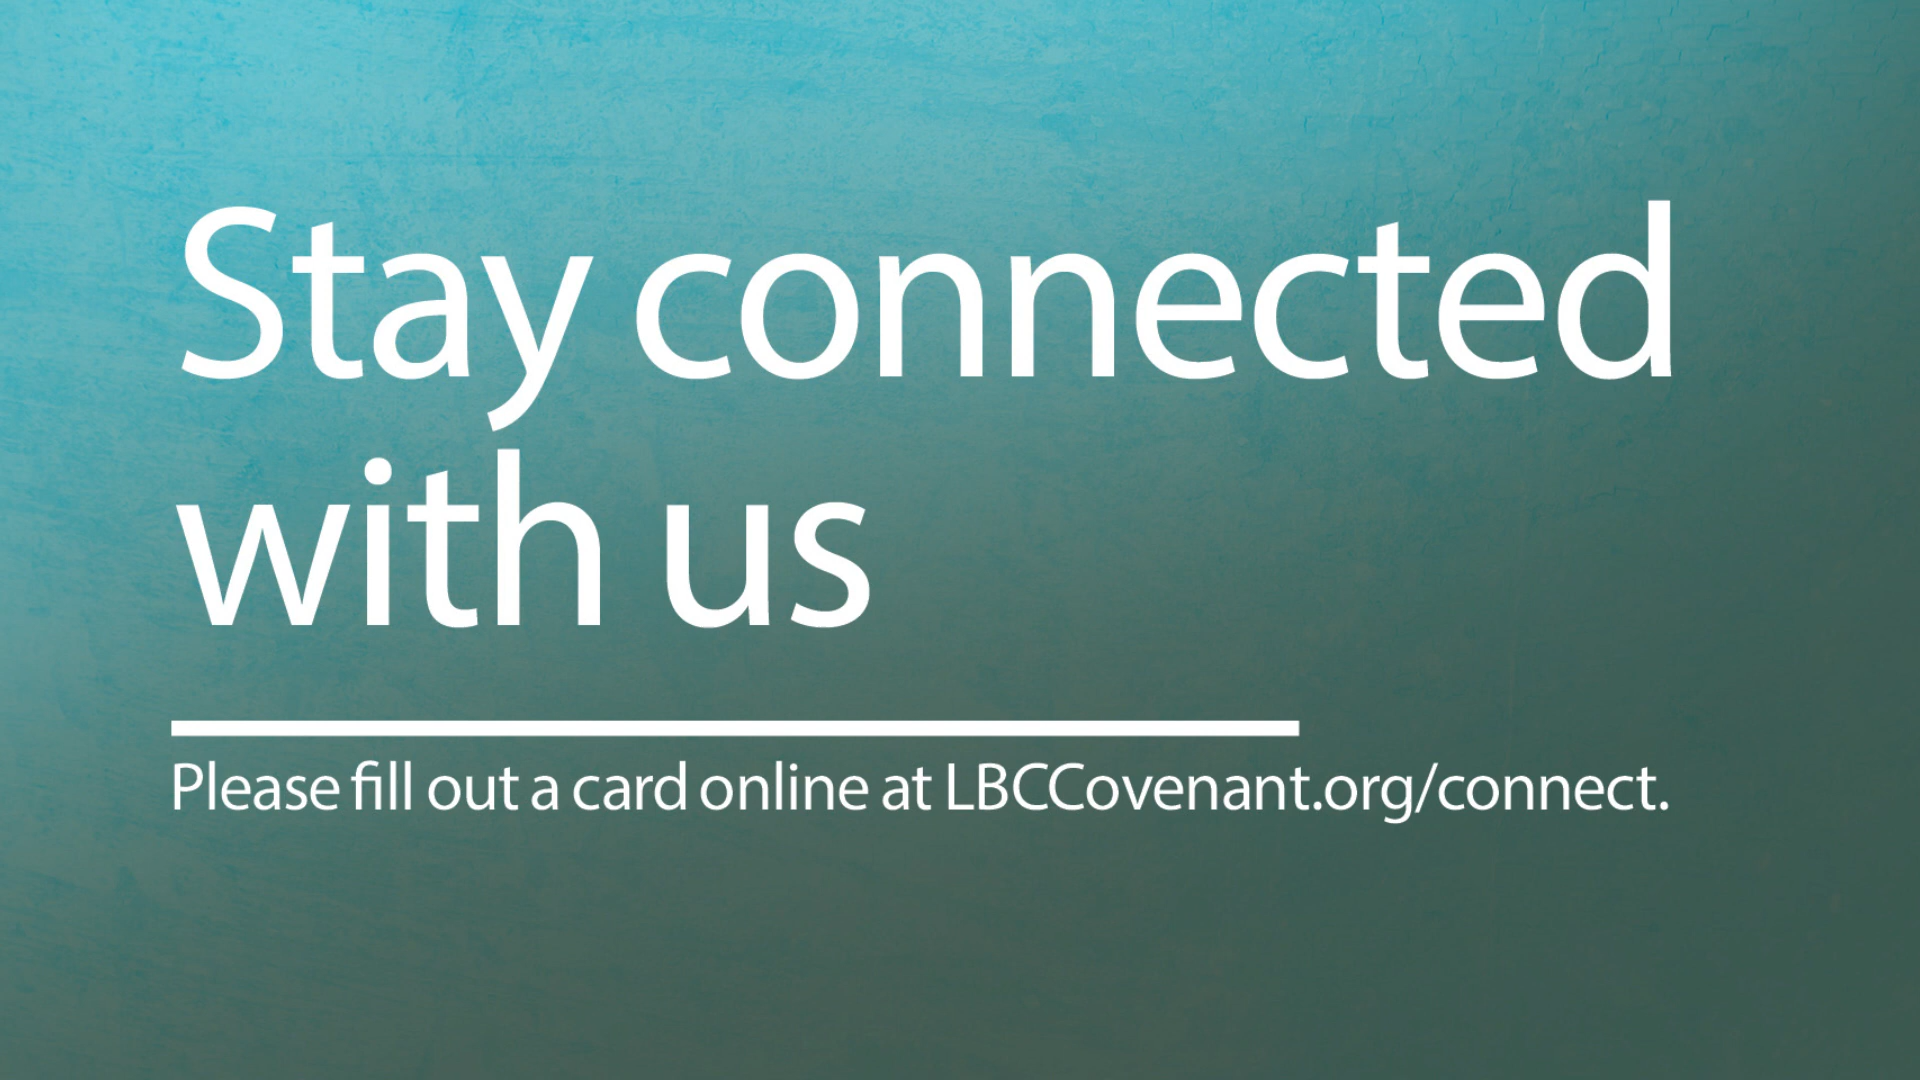 Stay connected
with us
Please fill out a card online at LBCCovenant.org/connect.